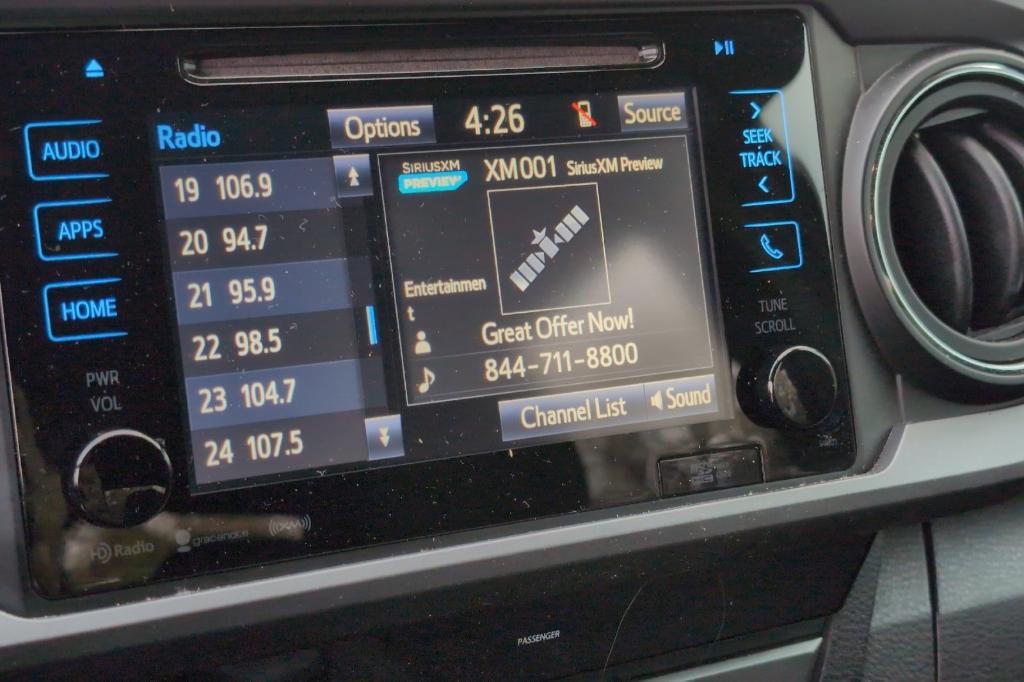 AUDIO
APPS
HOME
PWR
VOL
Radio
Options
4:26
Source
19 106.9
20 94.7
21 95.9
22 98.5
23 104.7
24 107.5
SIRIUSXM
PREVIEW
XM001 SiriusXM Preview
Entertainmen
t
Great Offer Now!
844-711-8800
Channel List
Sound
SEEK
TRACK
TUNE
SCROLL
HD Radio
gracenote
((XM))
PASSENGER